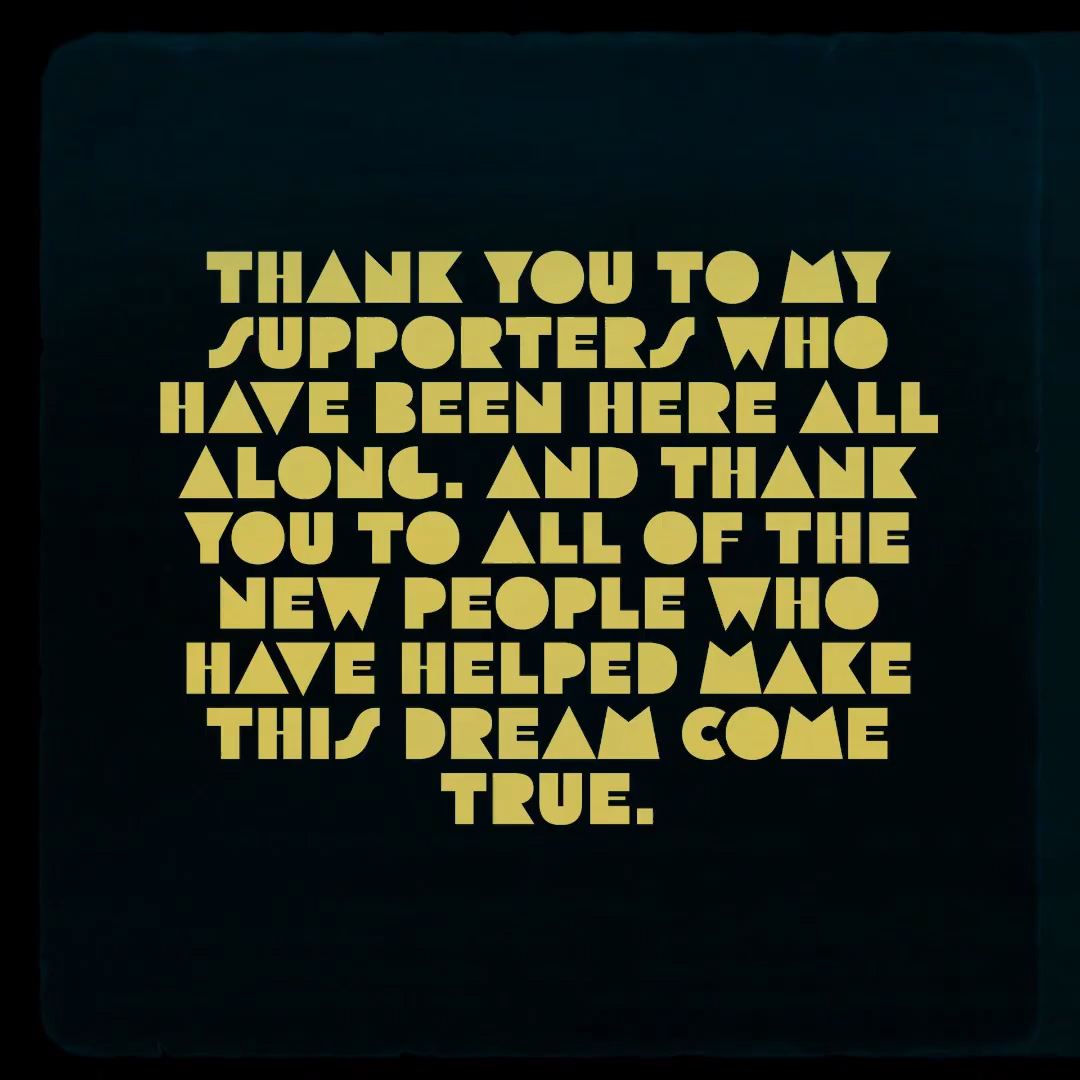 THANK YOU TO MY
SUPPORTERS WHO
HAVE BEEN HERE ALL
ALONG. AND THANK
YOU TO ALL OF THE
NEW PEOPLE WHO
HAVE HELPED MAKE
THIS DREAM COME
TRUE.